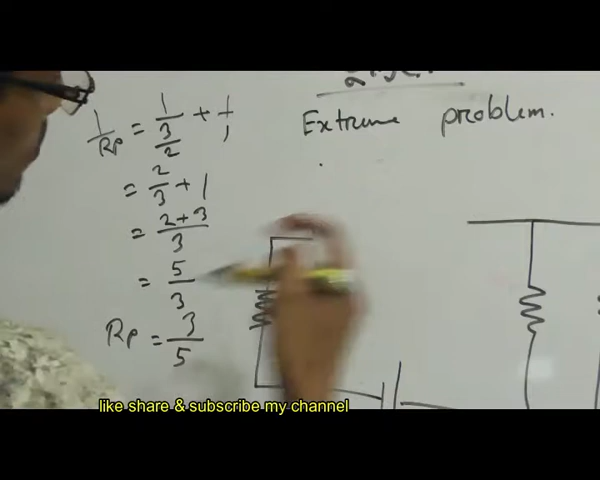 Extreme problem.
1/Rp = 1/(3/2) + 1/1
= 2/3 + 1
= (2+3)/3
= 5/3
Rp = 3/5
like share & subscribe my channel